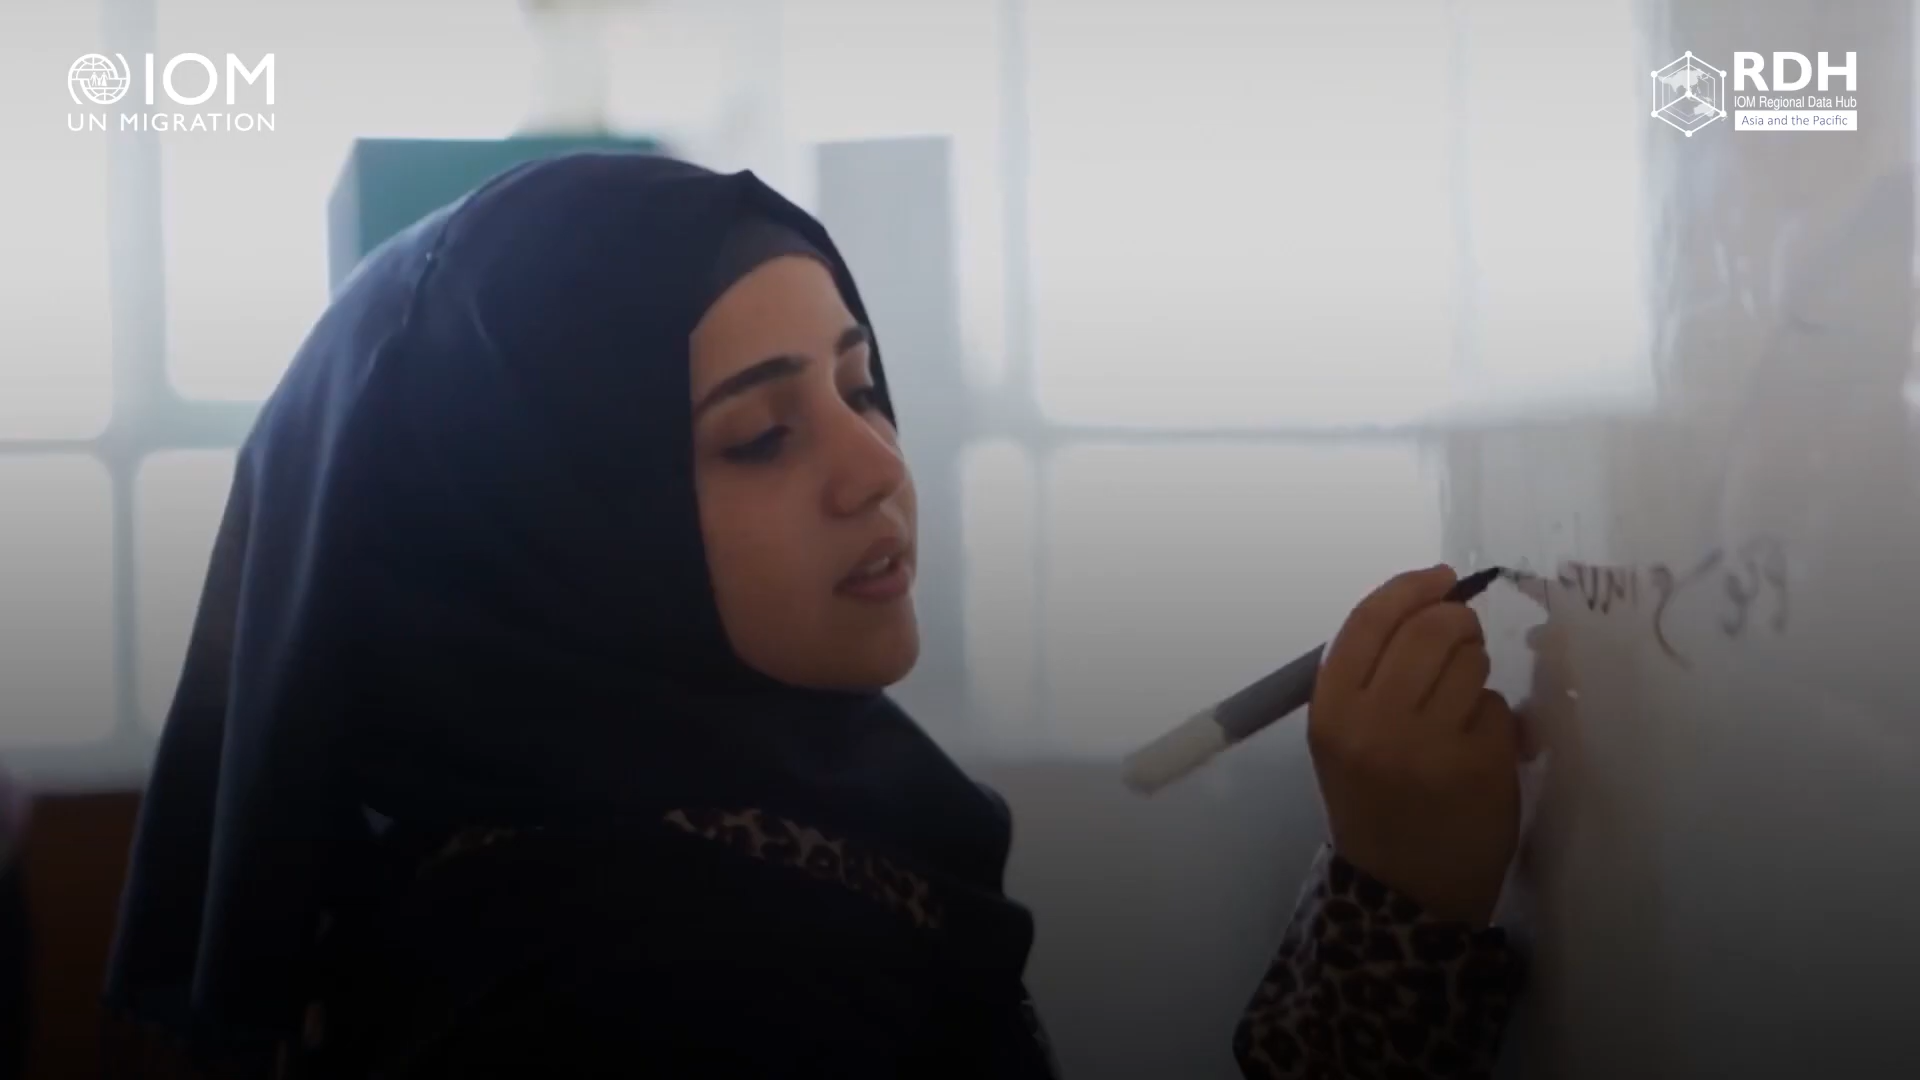 IOM
UN MIGRATION
RDH
IOM Regional Data Hub
Asia and the Pacific